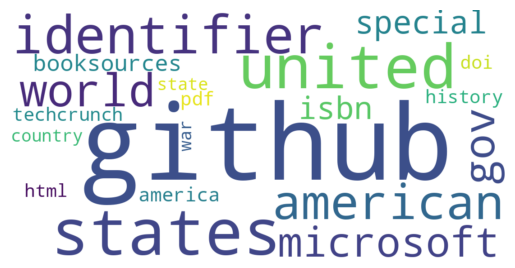 identifier
special
united
booksources
doi
world
state
pdf
isbn
history
techcrunch
github
country
war
gov
html
america
american
states
microsoft